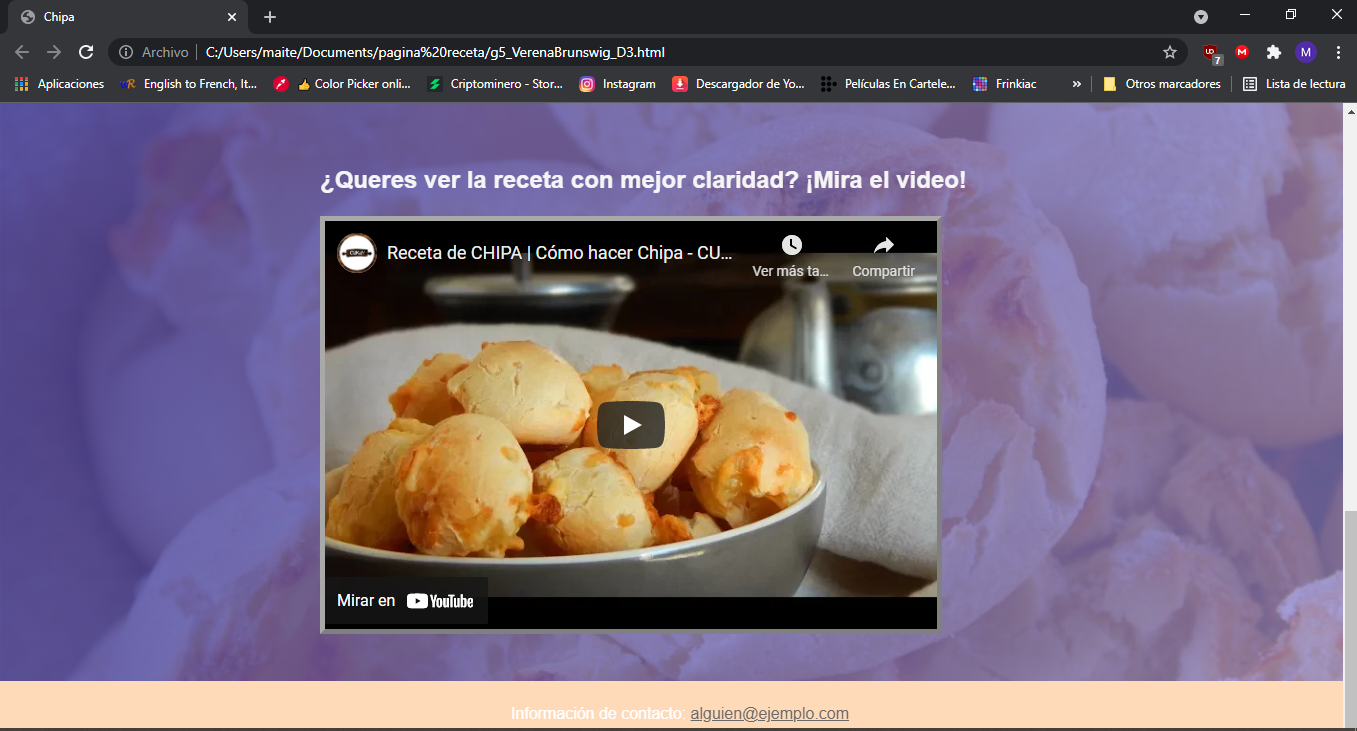 Chipa
Archivo | C:/Users/maite/Documents/pagina%20receta/g5_VerenaBrunswig_D3.html
7
M
Aplicaciones English to French, It... Color Picker onli... Criptominero - Stor... Instagram Descargador de Yo... Películas En Cartele... Frinkiac » Otros marcadores Lista de lectura
¿Queres ver la receta con mejor claridad? ¡Mira el video!
Receta de CHIPA | Cómo hacer Chipa - CU...
Ver más ta... Compartir
Mirar en YouTube
Información de contacto: alguien@ejemplo.com